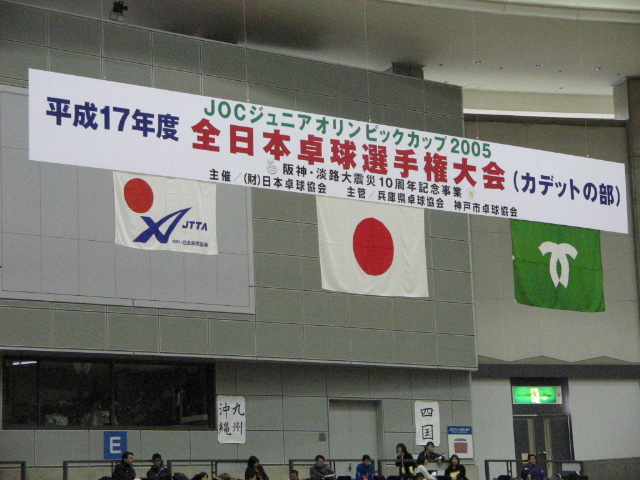 平成17年度
JOCジュニアオリンピックカップ2005
全日本卓球選手権大会
(カデットの部)
阪神・淡路大震災10周年記念事業
主催/(財)日本卓球協会 主管/兵庫県卓球協会 神戸市卓球協会
JTTA
九州
沖縄
四国
E